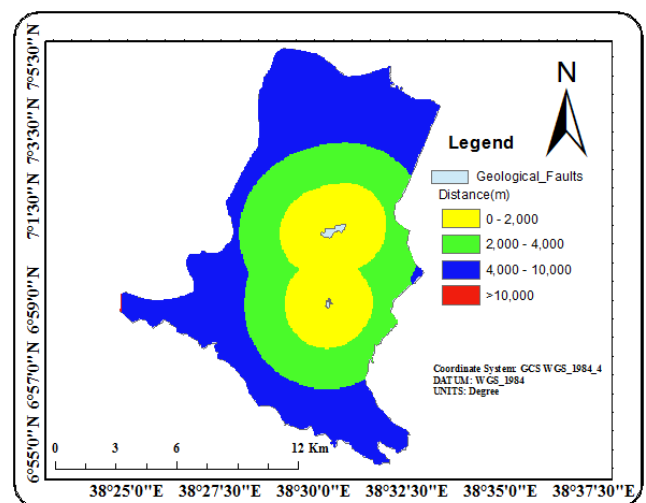 N
Legend
Geological_Faults
Distance(m)
0 - 2,000
2,000 - 4,000
4,000 - 10,000
>10,000
Coordinate System: GCS WGS_1984_4
DATUM: WGS_1984
UNITS: Degree
7°5'30"N
7°3'30"N
7°1'30"N
6°59'0"N
6°57'0"N
6°55'0"N
0 3 6 12 Km
38°25'0"E 38°27'30"E 38°30'0"E 38°32'30"E 38°35'0"E 38°37'30"E